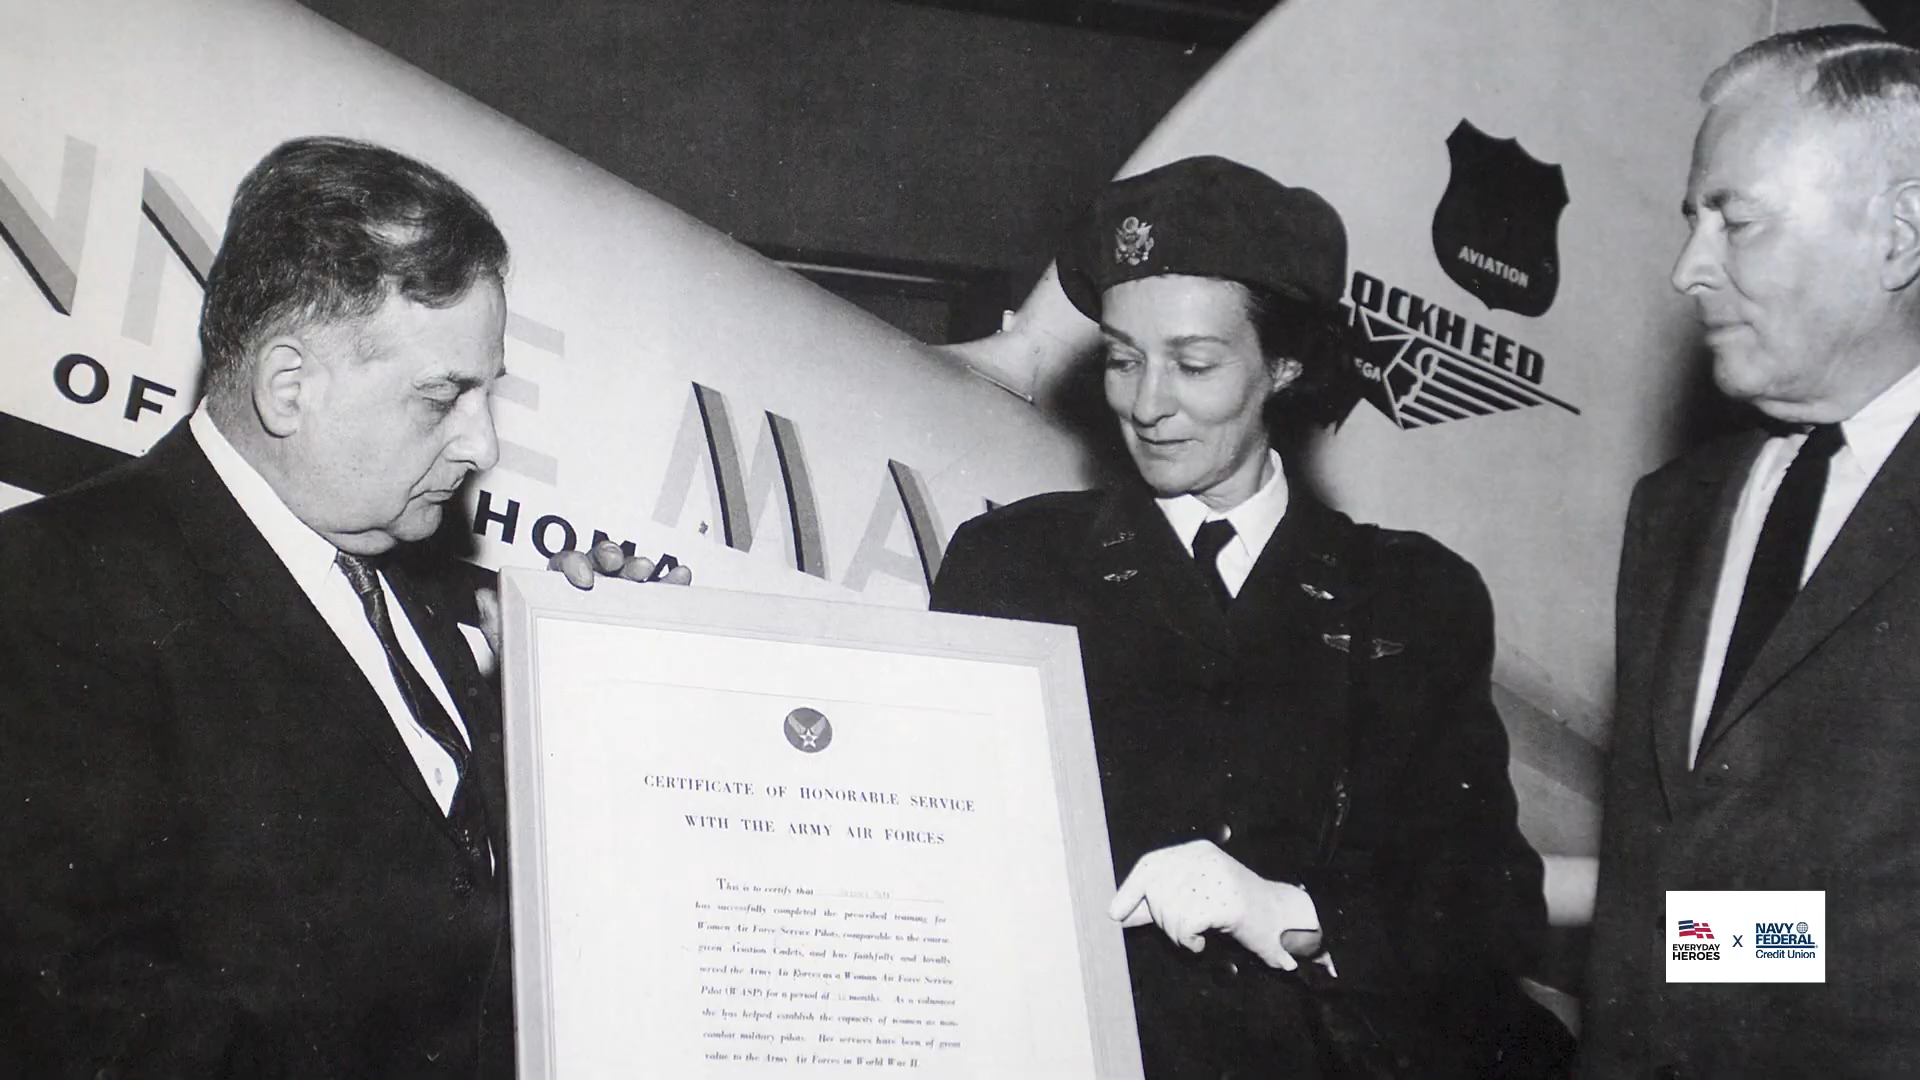 NN E MA
OF
HOMA
AVIATION
LOCKHEED
EGA
CERTIFICATE OF HONORABLE SERVICE
WITH THE ARMY AIR FORCES
This is to certify that
has successfully completed the prescribed training for
Women Air Force Service Pilots, comparable to the course
given Aviation Cadets, and has faithfully and loyally
served the Army Air Forces as a Woman Air Force Service
Pilot (WASP) for a period of months. As a volunteer
she has helped establish the capacity of women as non-
combat military pilots. Her services have been of great
value to the Army Air Forces in World War II.
EVERYDAY
HEROES
X
NAVY
FEDERAL
Credit Union